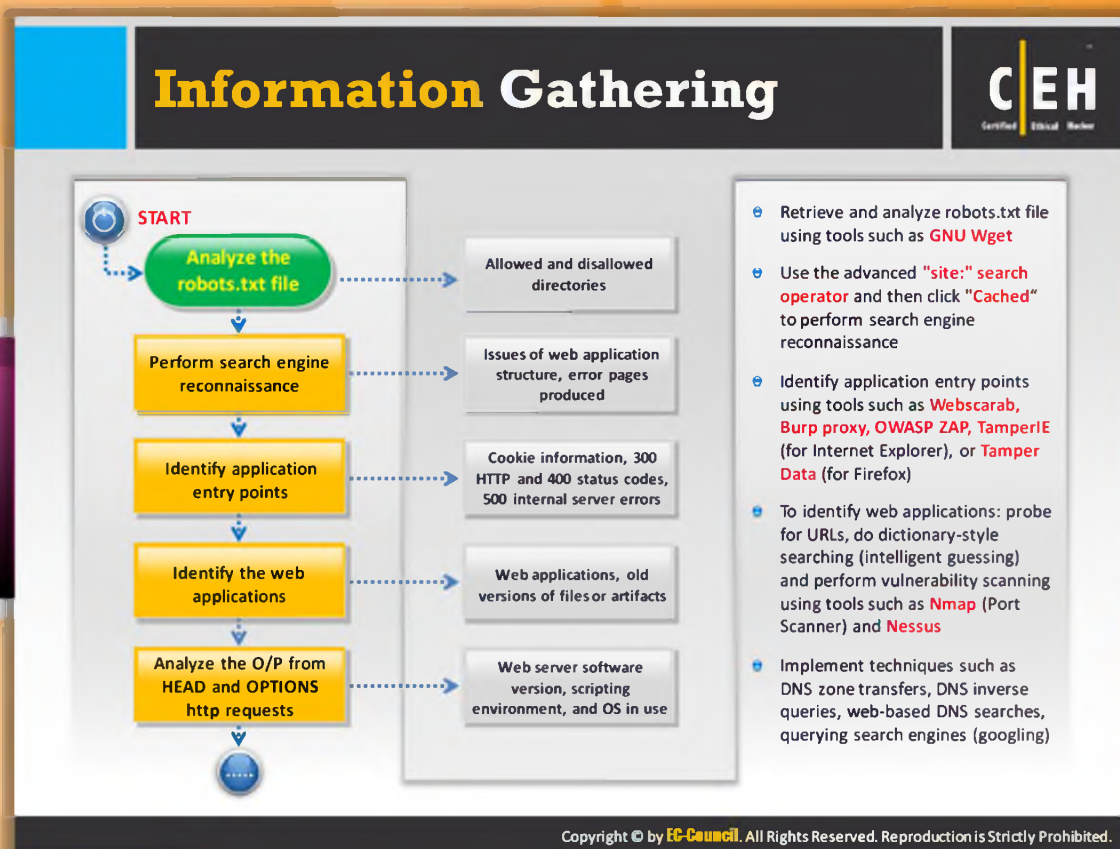 Information Gathering
C EH
Certified Ethical Hacker
START
Analyze the
robots.txt file
Allowed and disallowed
directories
Perform search engine
reconnaissance
Issues of web application
structure, error pages
produced
Identify application
entry points
Cookie information, 300
HTTP and 400 status codes,
500 internal server errors
Identify the web
applications
Web applications, old
versions of files or artifacts
Analyze the O/P from
HEAD and OPTIONS
http requests
Web server software
version, scripting
environment, and OS in use
.....
Retrieve and analyze robots.txt file
using tools such as GNU Wget
Use the advanced "site:" search
operator and then click "Cached"
to perform search engine
reconnaissance
Identify application entry points
using tools such as Webscarab,
Burp proxy, OWASP ZAP, TamperIE
(for Internet Explorer), or Tamper
Data (for Firefox)
To identify web applications: probe
for URLs, do dictionary-style
searching (intelligent guessing)
and perform vulnerability scanning
using tools such as Nmap (Port
Scanner) and Nessus
Implement techniques such as
DNS zone transfers, DNS inverse
queries, web-based DNS searches,
querying search engines (googling)
Copyright © by EC-Council. All Rights Reserved. Reproduction is Strictly Prohibited.